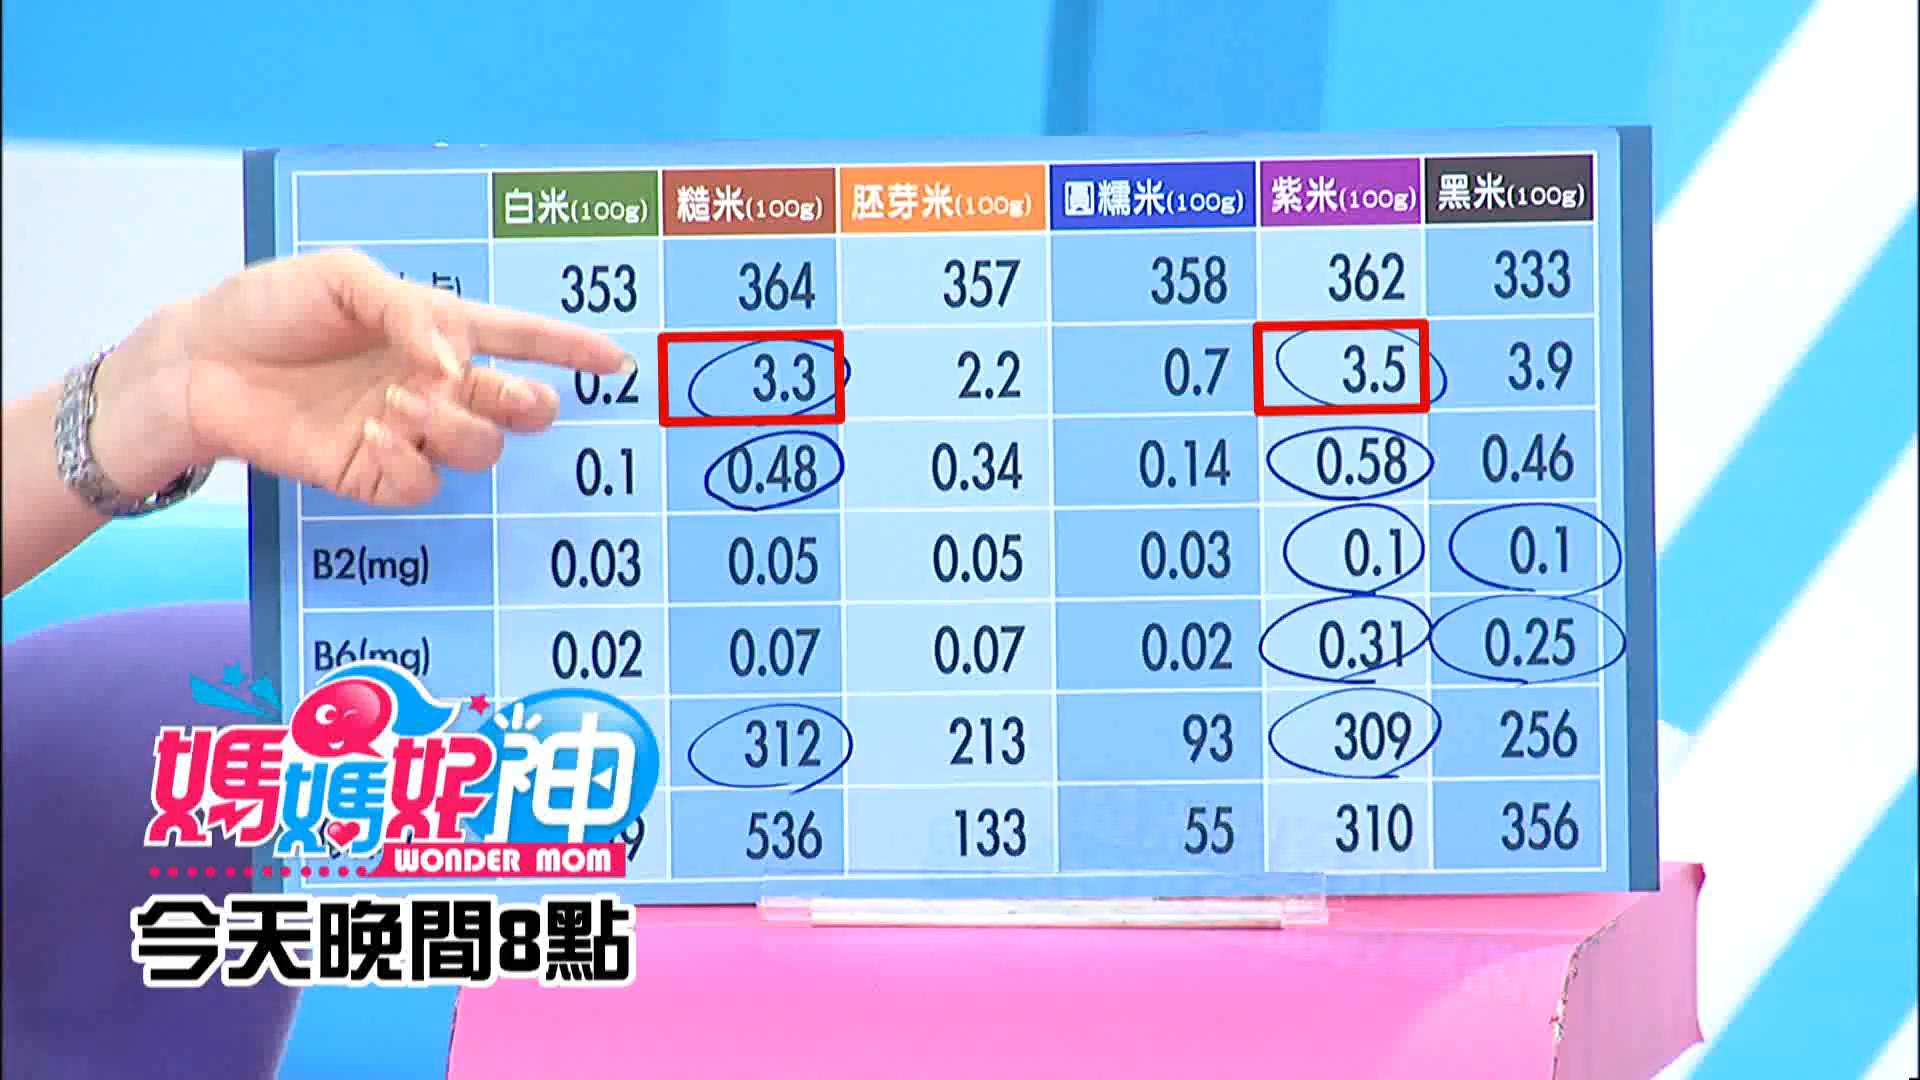 白米(100g) 糙米(100g) 胚芽米(100g) 圓糯米(100g) 紫米(100g) 黑米(100g)
353 364 357 358 362 333
0.2 3.3 2.2 0.7 3.5 3.9
0.1 0.48 0.34 0.14 0.58 0.46
B2(mg) 0.03 0.05 0.05 0.03 0.1 0.1
B6(mg) 0.02 0.07 0.07 0.02 0.31 0.25
312 213 93 309 256
536 133 55 310 356
媽媽好神
WONDER MOM
今天晚間8點